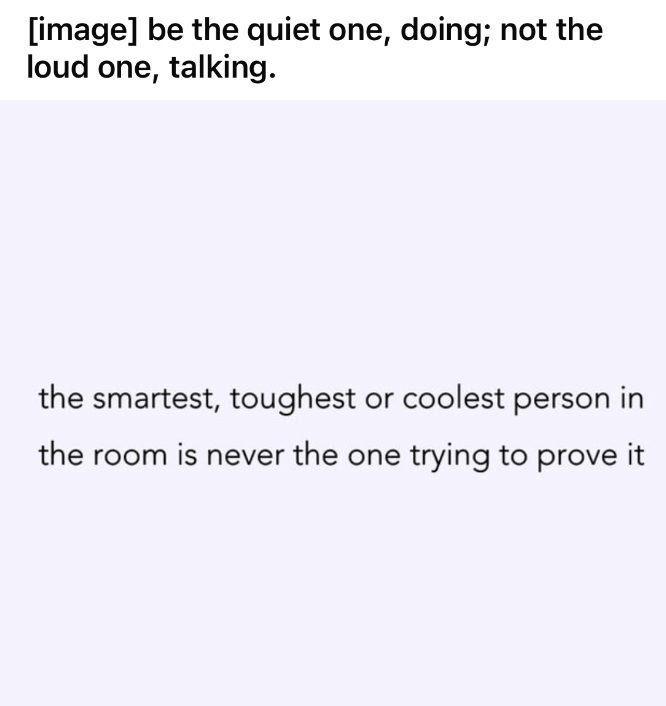 [image] be the quiet one, doing; not the
loud one, talking.
the smartest, toughest or coolest person in
the room is never the one trying to prove it